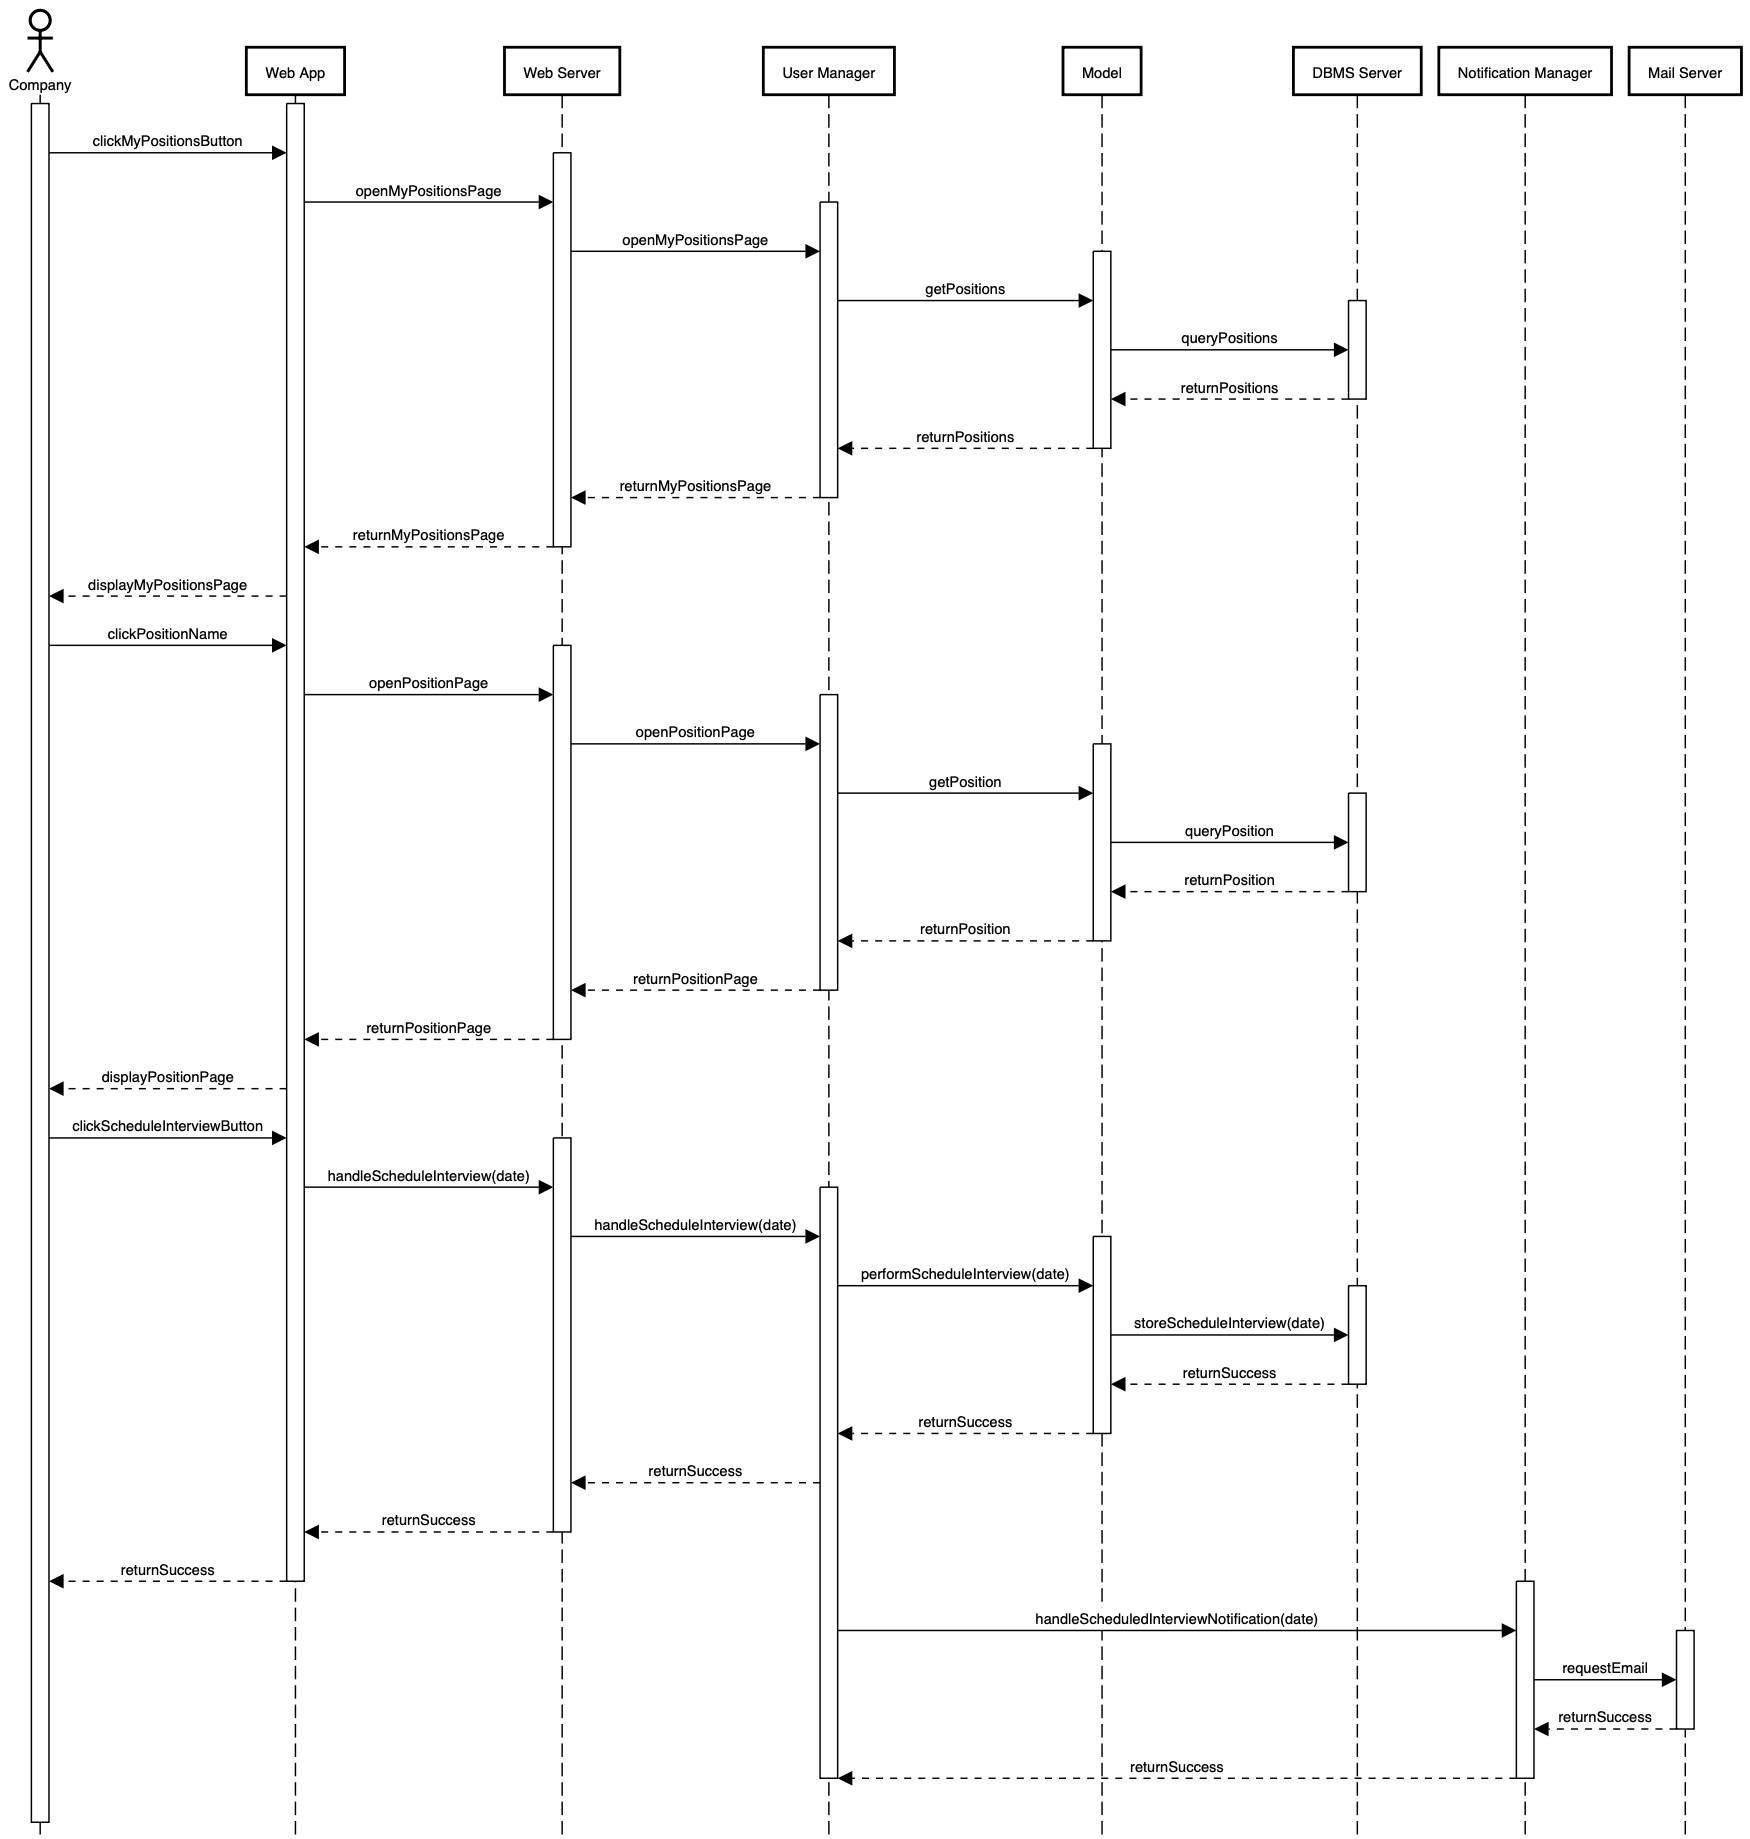 Company
Web App
Web Server
User Manager
Model
DBMS Server
Notification Manager
Mail Server
clickMyPositionsButton
openMyPositionsPage
openMyPositionsPage
getPositions
queryPositions
returnPositions
returnPositions
returnMyPositionsPage
returnMyPositionsPage
displayMyPositionsPage
clickPositionName
openPositionPage
openPositionPage
getPosition
queryPosition
returnPosition
returnPosition
returnPositionPage
returnPositionPage
displayPositionPage
clickScheduleInterviewButton
handleScheduleInterview(date)
handleScheduleInterview(date)
performScheduleInterview(date)
storeScheduleInterview(date)
returnSuccess
returnSuccess
returnSuccess
returnSuccess
returnSuccess
handleScheduledInterviewNotification(date)
requestEmail
returnSuccess
returnSuccess